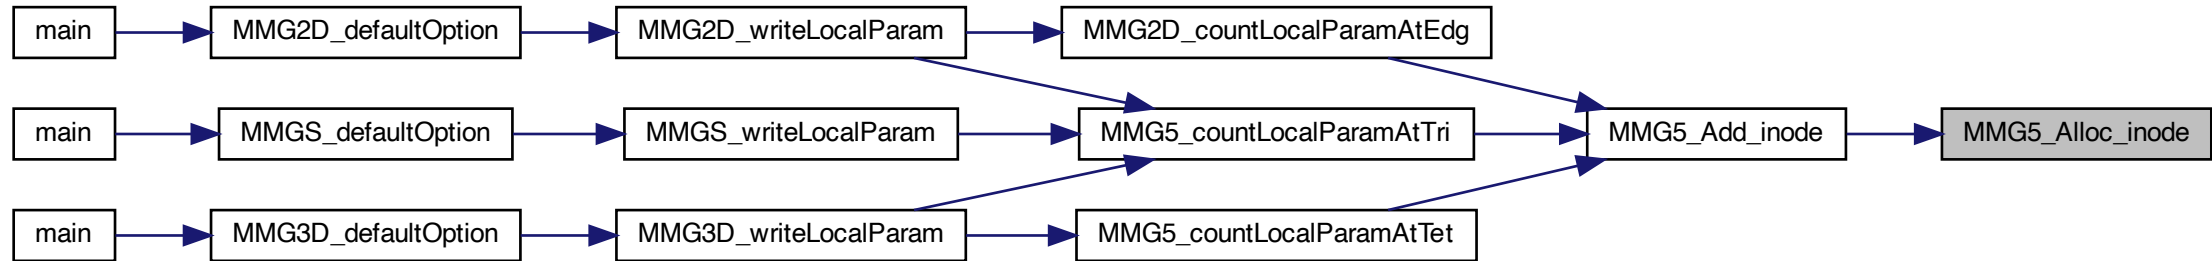 main
MMG2D_defaultOption
MMG2D_writeLocalParam
MMG2D_countLocalParamAtEdg
main
MMGS_defaultOption
MMGS_writeLocalParam
MMG5_countLocalParamAtTri
MMG5_Add_inode
MMG5_Alloc_inode
main
MMG3D_defaultOption
MMG3D_writeLocalParam
MMG5_countLocalParamAtTet